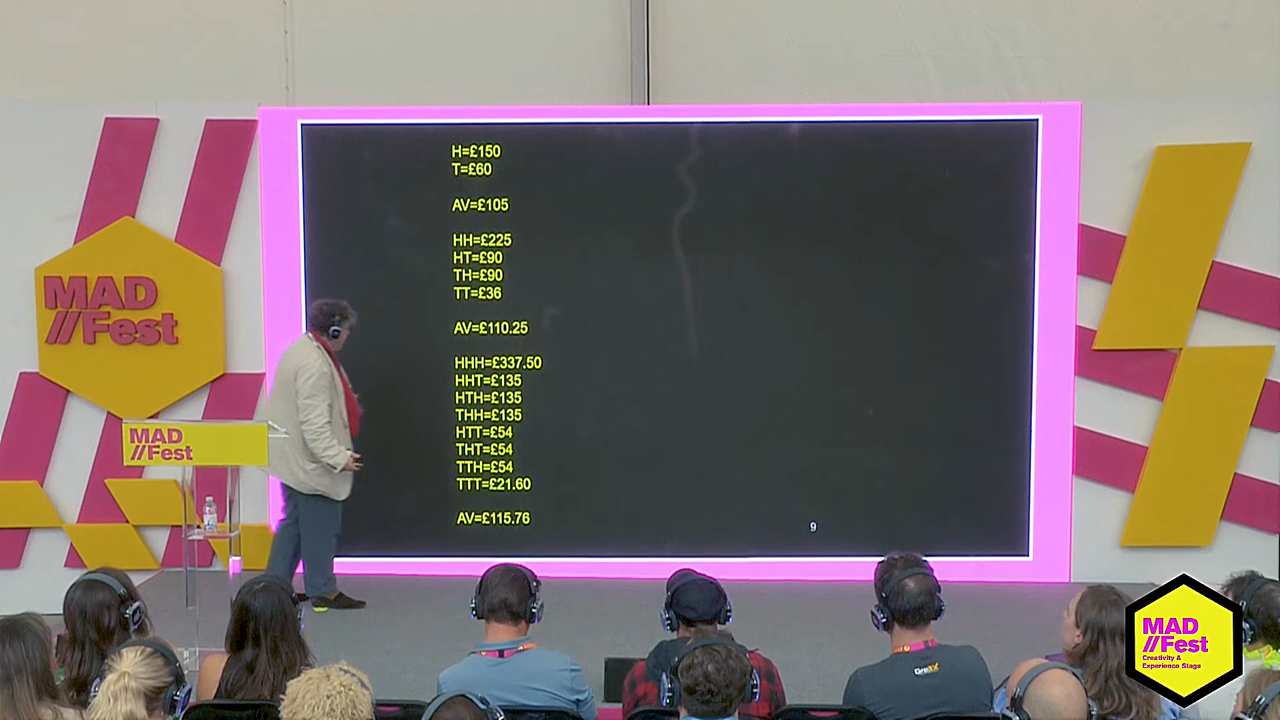 H=£150
T=£60
AV=£105
HH=£225
HT=£90
TH=£90
TT=£36
AV=£110.25
HHH=£337.50
HHT=£135
HTH=£135
THH=£135
HTT=£54
THT=£54
TTH=£54
TTT=£21.60
AV=£115.76
9
MAD
//Fest
MAD
//Fest
MAD
//Fest
Creativity &
Experience Stage